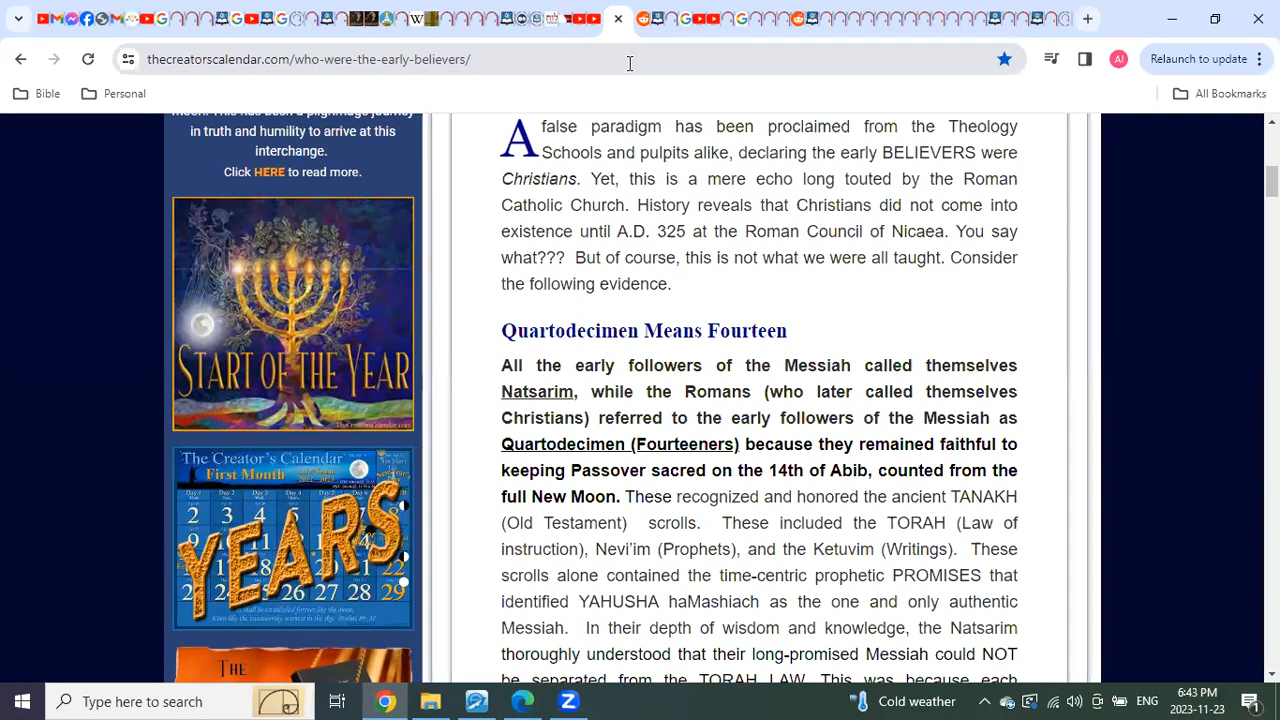 thecreatorscalendar.com/who-were-the-early-believers/
Relaunch to update
Bible
Personal
All Bookmarks
in truth and humility to arrive at this
interchange.
Click HERE to read more.
START OF THE YEAR
The Creator's Calendar
First Month
YEARS
THE
A false paradigm has been proclaimed from the Theology
Schools and pulpits alike, declaring the early BELIEVERS were
Christians. Yet, this is a mere echo long touted by the Roman
Catholic Church. History reveals that Christians did not come into
existence until A.D. 325 at the Roman Council of Nicaea. You say
what??? But of course, this is not what we were all taught. Consider
the following evidence.
Quartodecimen Means Fourteen
All the early followers of the Messiah called themselves
Natsarim, while the Romans (who later called themselves
Christians) referred to the early followers of the Messiah as
Quartodecimen (Fourteeners) because they remained faithful to
keeping Passover sacred on the 14th of Abib, counted from the
full New Moon. These recognized and honored the ancient TANAKH
(Old Testament) scrolls. These included the TORAH (Law of
instruction), Nevi'im (Prophets), and the Ketuvim (Writings). These
scrolls alone contained the time-centric prophetic PROMISES that
identified YAHUSHA haMashiach as the one and only authentic
Messiah. In their depth of wisdom and knowledge, the Natsarim
thoroughly understood that their long-promised Messiah could NOT
be separated from the TORAH LAW. This was because each
Type here to search
Cold weather
ENG
6:43 PM
2023-11-23